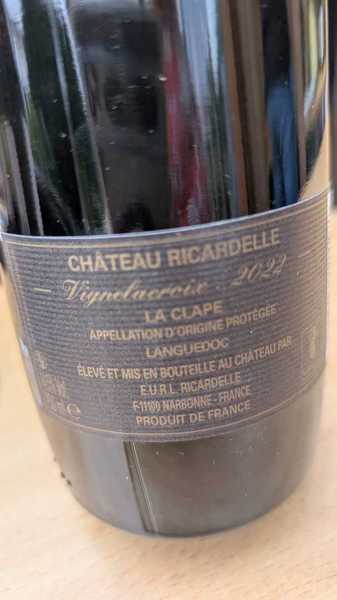 CHÂTEAU RICARDELLE
Vignelacroix - 2022
LA CLAPE
APPELLATION D'ORIGINE PROTÉGÉE
LANGUEDOC
ÉLEVÉ ET MIS EN BOUTEILLE AU CHÂTEAU PAR
E.U.R.L. RICARDELLE
F-11100 NARBONNE - FRANCE
PRODUIT DE FRANCE